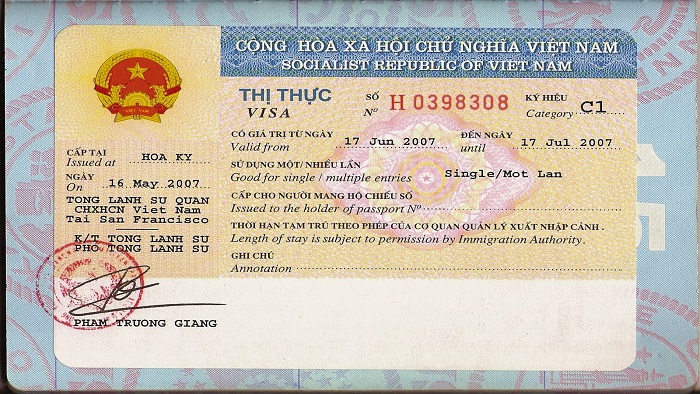 CỘNG HÒA XÃ HỘI CHỦ NGHĨA VIỆT NAM
SOCIALIST REPUBLIC OF VIET NAM
THỊ THỰC
VISA
SỐ
Nº
H 0398308
KÝ HIỆU
Category C1
CÓ GIÁ TRỊ TỪ NGÀY
Valid from 17 Jun 2007
ĐẾN NGÀY
until 17 Jul 2007
SỬ DỤNG MỘT/ NHIỀU LẦN
Good for single / multiple entries Single/Mot Lan
CẤP CHO NGƯỜI MANG HỘ CHIẾU SỐ
Issued to the holder of passport Nº
THỜI HẠN TẠM TRÚ THEO PHÉP CỦA CƠ QUAN QUẢN LÝ XUẤT NHẬP CẢNH .
Length of stay is subject to permission by Immigration Authority.
GHI CHÚ
Annotation
CẤP TẠI
Issued at HOA KY
NGÀY
On 16 May 2007
TONG LANH SU QUAN
CHXHCN Viet Nam
Tai San Francisco
K/T TONG LANH SU
PHO TONG LANH SU
PHAM TRUONG GIANG